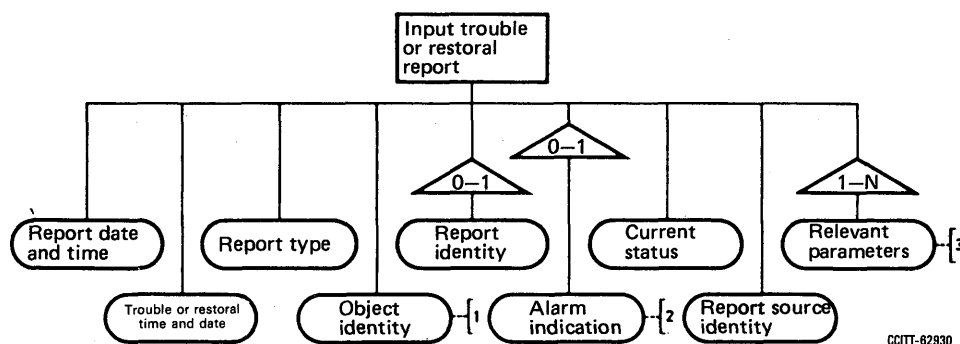 Input trouble
or restoral
report
0–1
0–1
1–N
Report date
and time
Report type
Report
identity
Current
status
Relevant
parameters
3
Trouble or restoral
time and date
Object
identity
1
Alarm
indication
2
Report source
identity
CCITT-62930